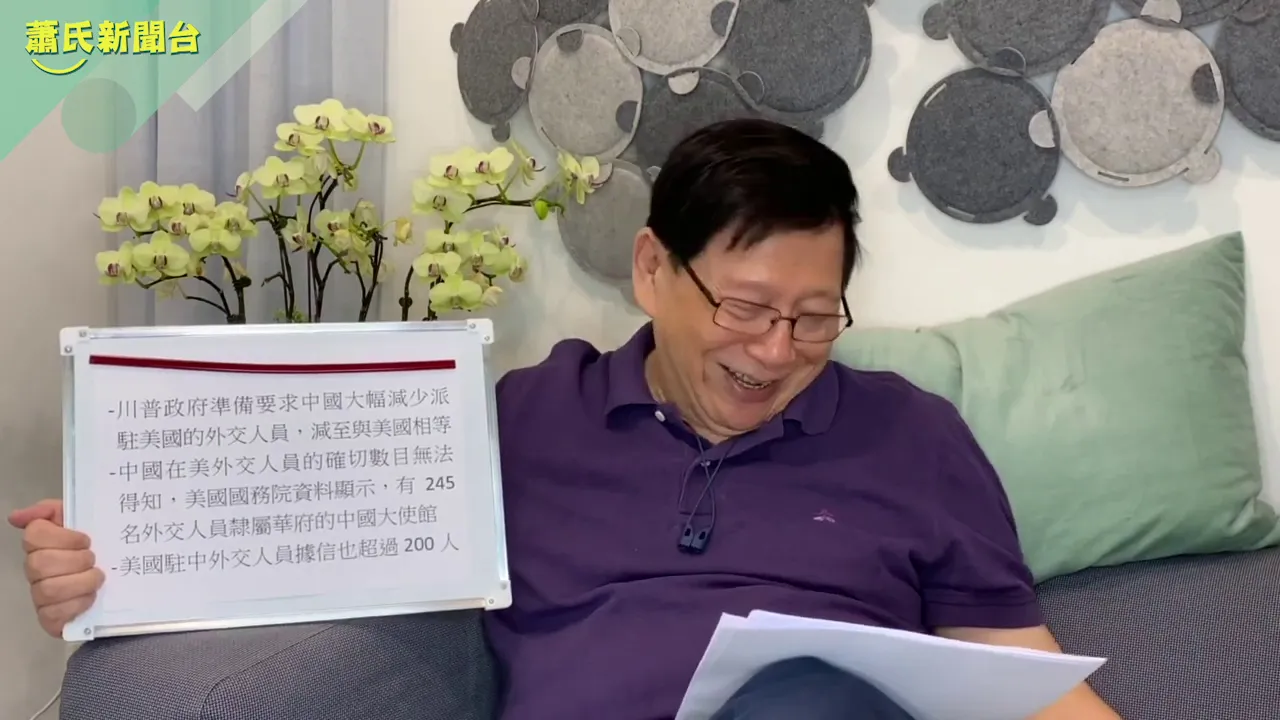 蕭氏新聞台
-川普政府準備要求中國大幅減少派
駐美國的外交人員，減至與美國相等
-中國在美外交人員的確切數目無法
得知，美國國務院資料顯示，有 245
名外交人員隸屬華府的中國大使館
-美國駐中外交人員據信也超過 200 人